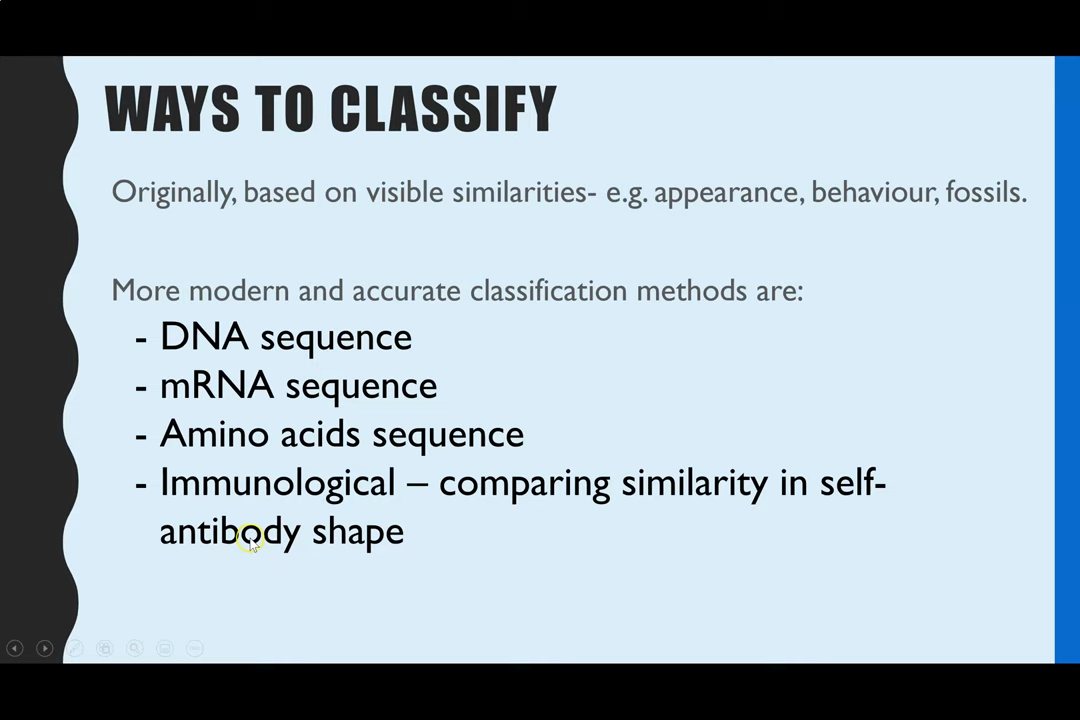 WAYS TO CLASSIFY
Originally, based on visible similarities- e.g. appearance, behaviour, fossils.
More modern and accurate classification methods are:
- DNA sequence
- mRNA sequence
- Amino acids sequence
- Immunological – comparing similarity in self-
antibody shape